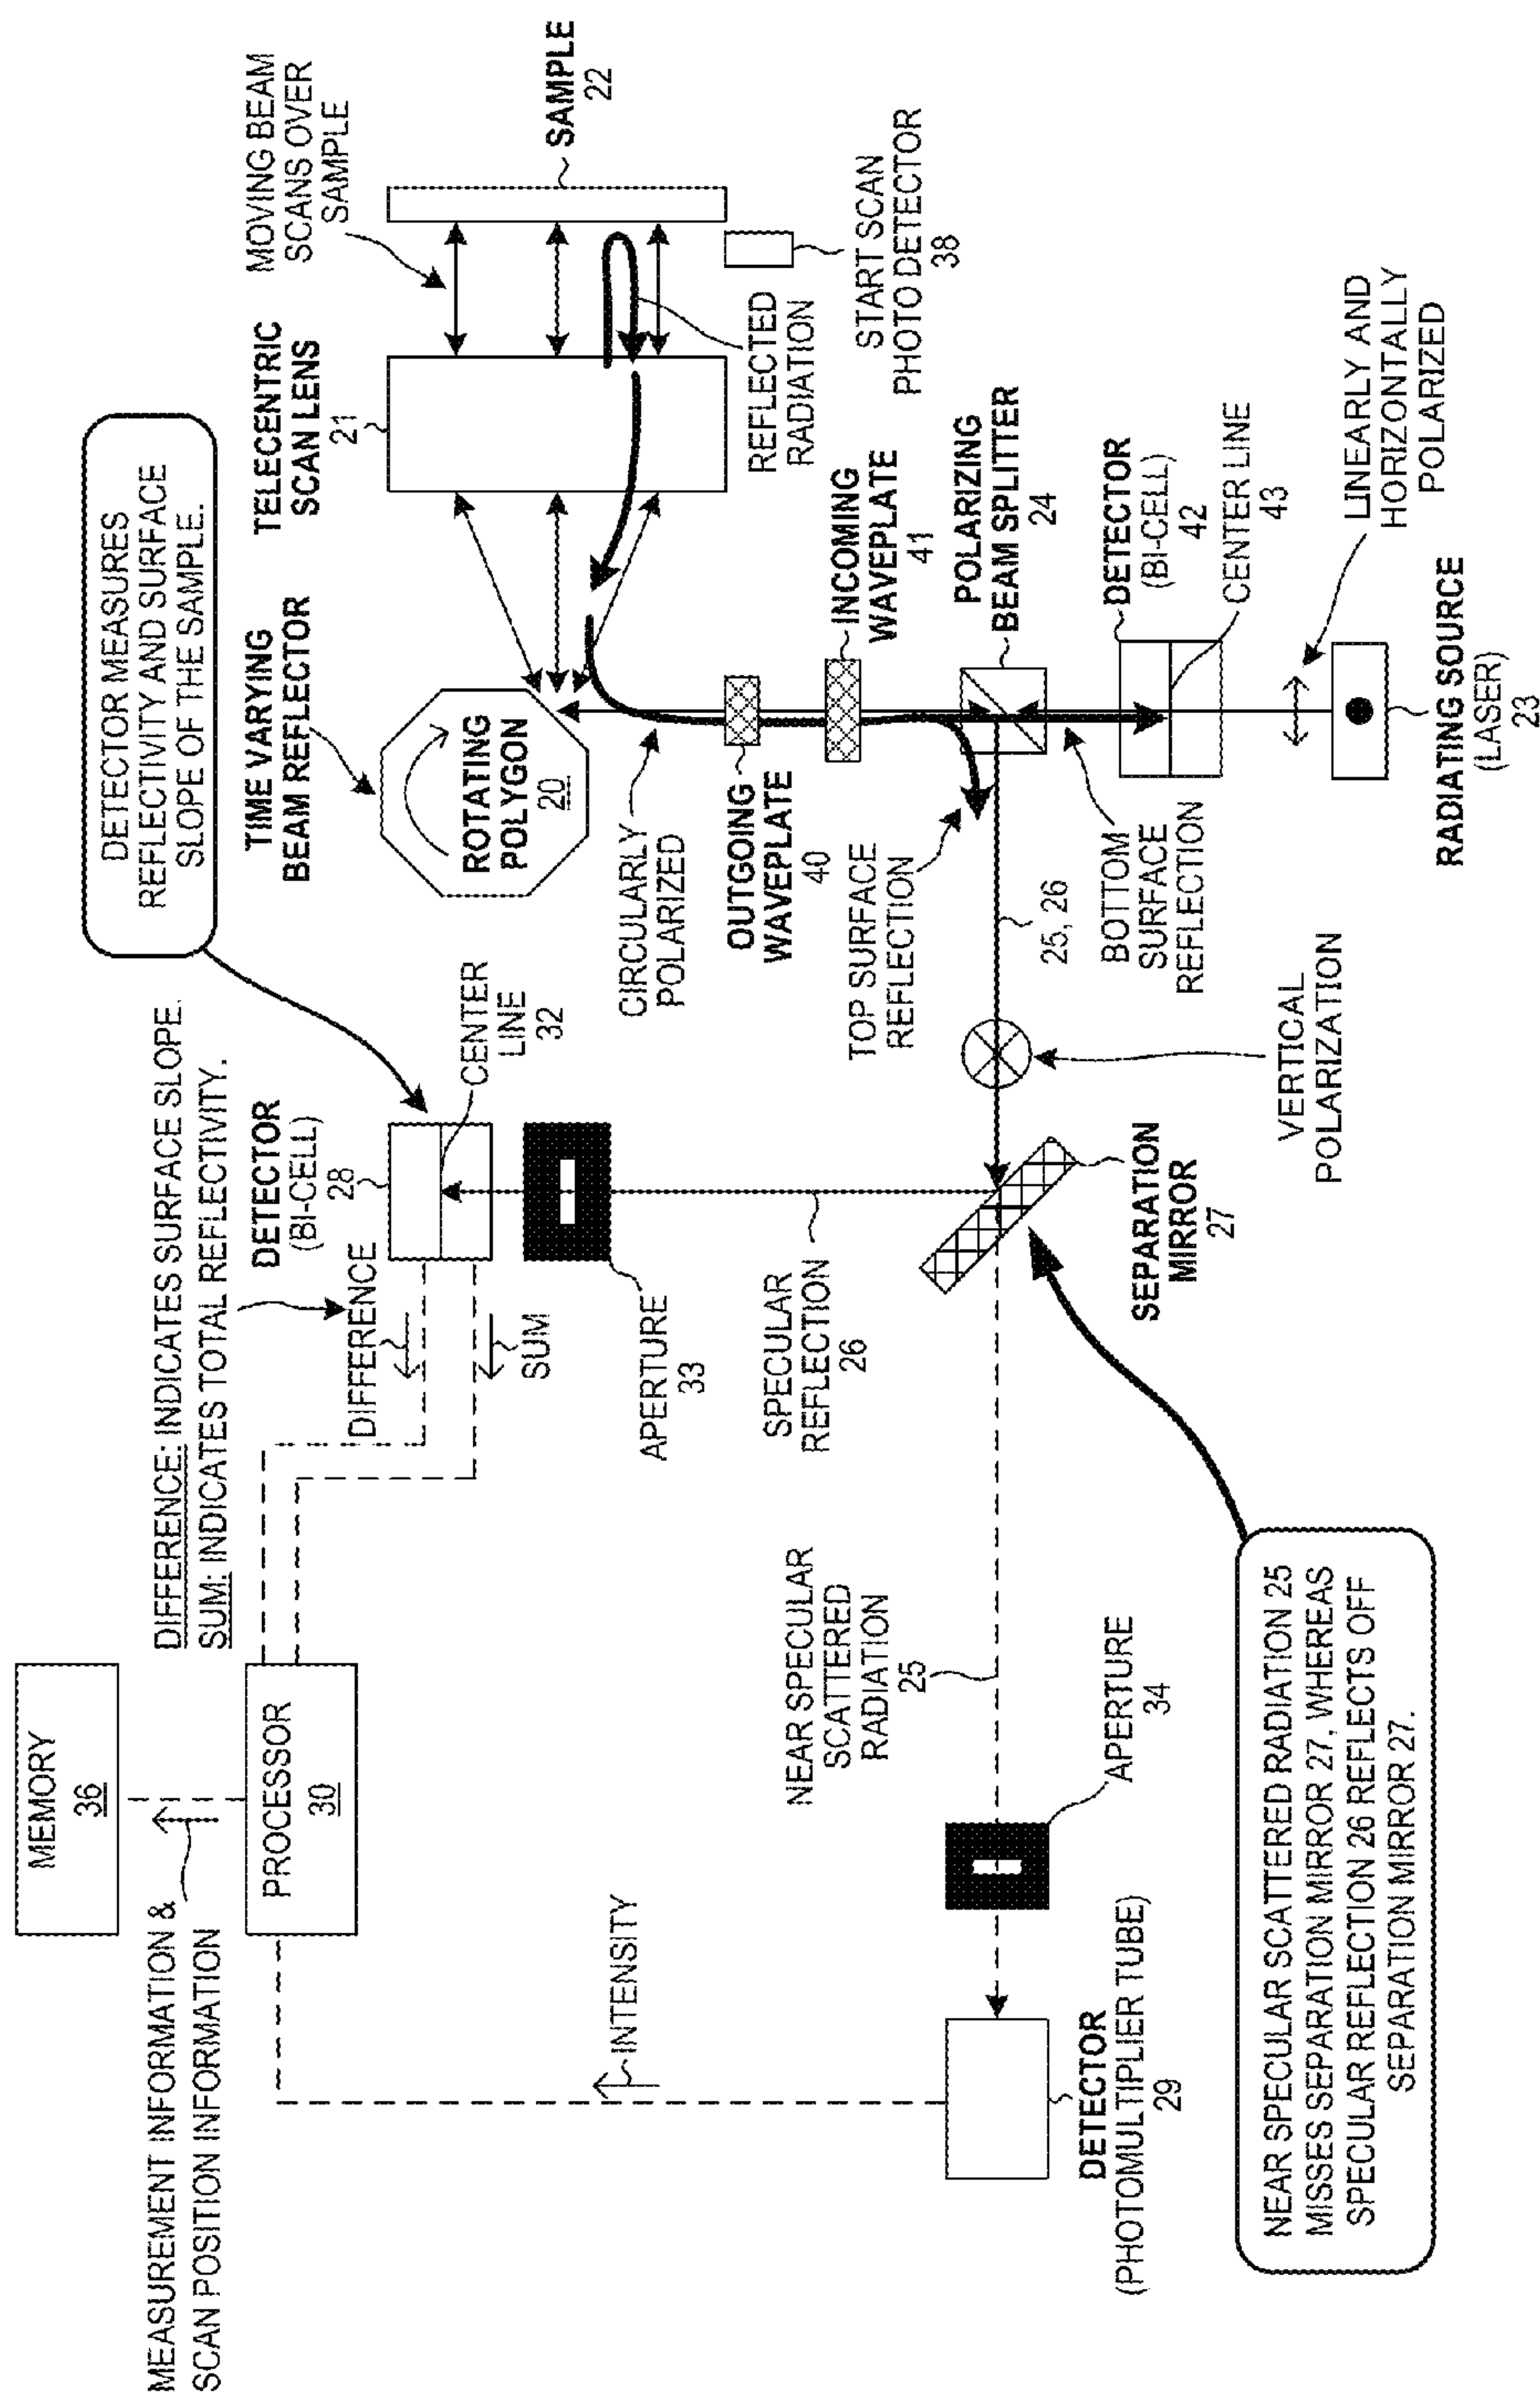 MEMORY
36
MEASUREMENT INFORMATION &
SCAN POSITION INFORMATION
PROCESSOR
30
DIFFERENCE: INDICATES SURFACE SLOPE.
SUM: INDICATES TOTAL REFLECTIVITY.
DETECTOR MEASURES
REFLECTIVITY AND SURFACE
SLOPE OF THE SAMPLE.
DETECTOR
(BI-CELL)
28
DIFFERENCE
SUM
CENTER
LINE
32
APERTURE
33
TIME VARYING
BEAM REFLECTOR
ROTATING
POLYGON
20
TELECENTRIC
SCAN LENS
21
MOVING BEAM
SCANS OVER
SAMPLE
SAMPLE
22
REFLECTED
RADIATION
START SCAN
PHOTO DETECTOR
38
CIRCULARLY
POLARIZED
OUTGOING
WAVEPLATE
40
INCOMING
WAVEPLATE
41
INTENSITY
SPECULAR
REFLECTION
26
TOP SURFACE
REFLECTION
POLARIZING
BEAM SPLITTER
24
NEAR SPECULAR
SCATTERED
RADIATION
25
25, 26
BOTTOM
SURFACE
REFLECTION
DETECTOR
(BI-CELL)
42
CENTER LINE
43
DETECTOR
(PHOTOMULTIPLIER TUBE)
29
APERTURE
34
SEPARATION
MIRROR
27
VERTICAL
POLARIZATION
LINEARLY AND
HORIZONTALLY
POLARIZED
RADIATING SOURCE
(LASER)
23
NEAR SPECULAR SCATTERED RADIATION 25
MISSES SEPARATION MIRROR 27, WHEREAS
SPECULAR REFLECTION 26 REFLECTS OFF
SEPARATION MIRROR 27.